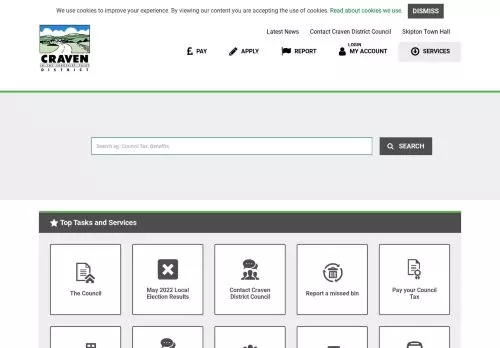 We use cookies to improve your experience. By viewing our content you are accepting the use of cookies. Read about cookies we use. DISMISS
Latest News Contact Craven District Council Skipton Town Hall
CRAVEN
DISTRICT
PAY
APPLY
REPORT
LOGIN
MY ACCOUNT
SERVICES
Search eg: Council Tax, Benefits
SEARCH
Top Tasks and Services
The Council
May 2022 Local
Election Results
Contact Craven
District Council
Report a missed bin
Pay your Council
Tax